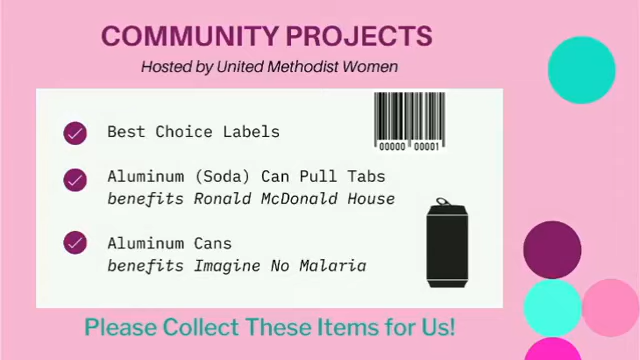 COMMUNITY PROJECTS
Hosted by United Methodist Women
Best Choice Labels
00000 00001
Aluminum (Soda) Can Pull Tabs
benefits Ronald McDonald House
Aluminum Cans
benefits Imagine No Malaria
Please Collect These Items for Us!